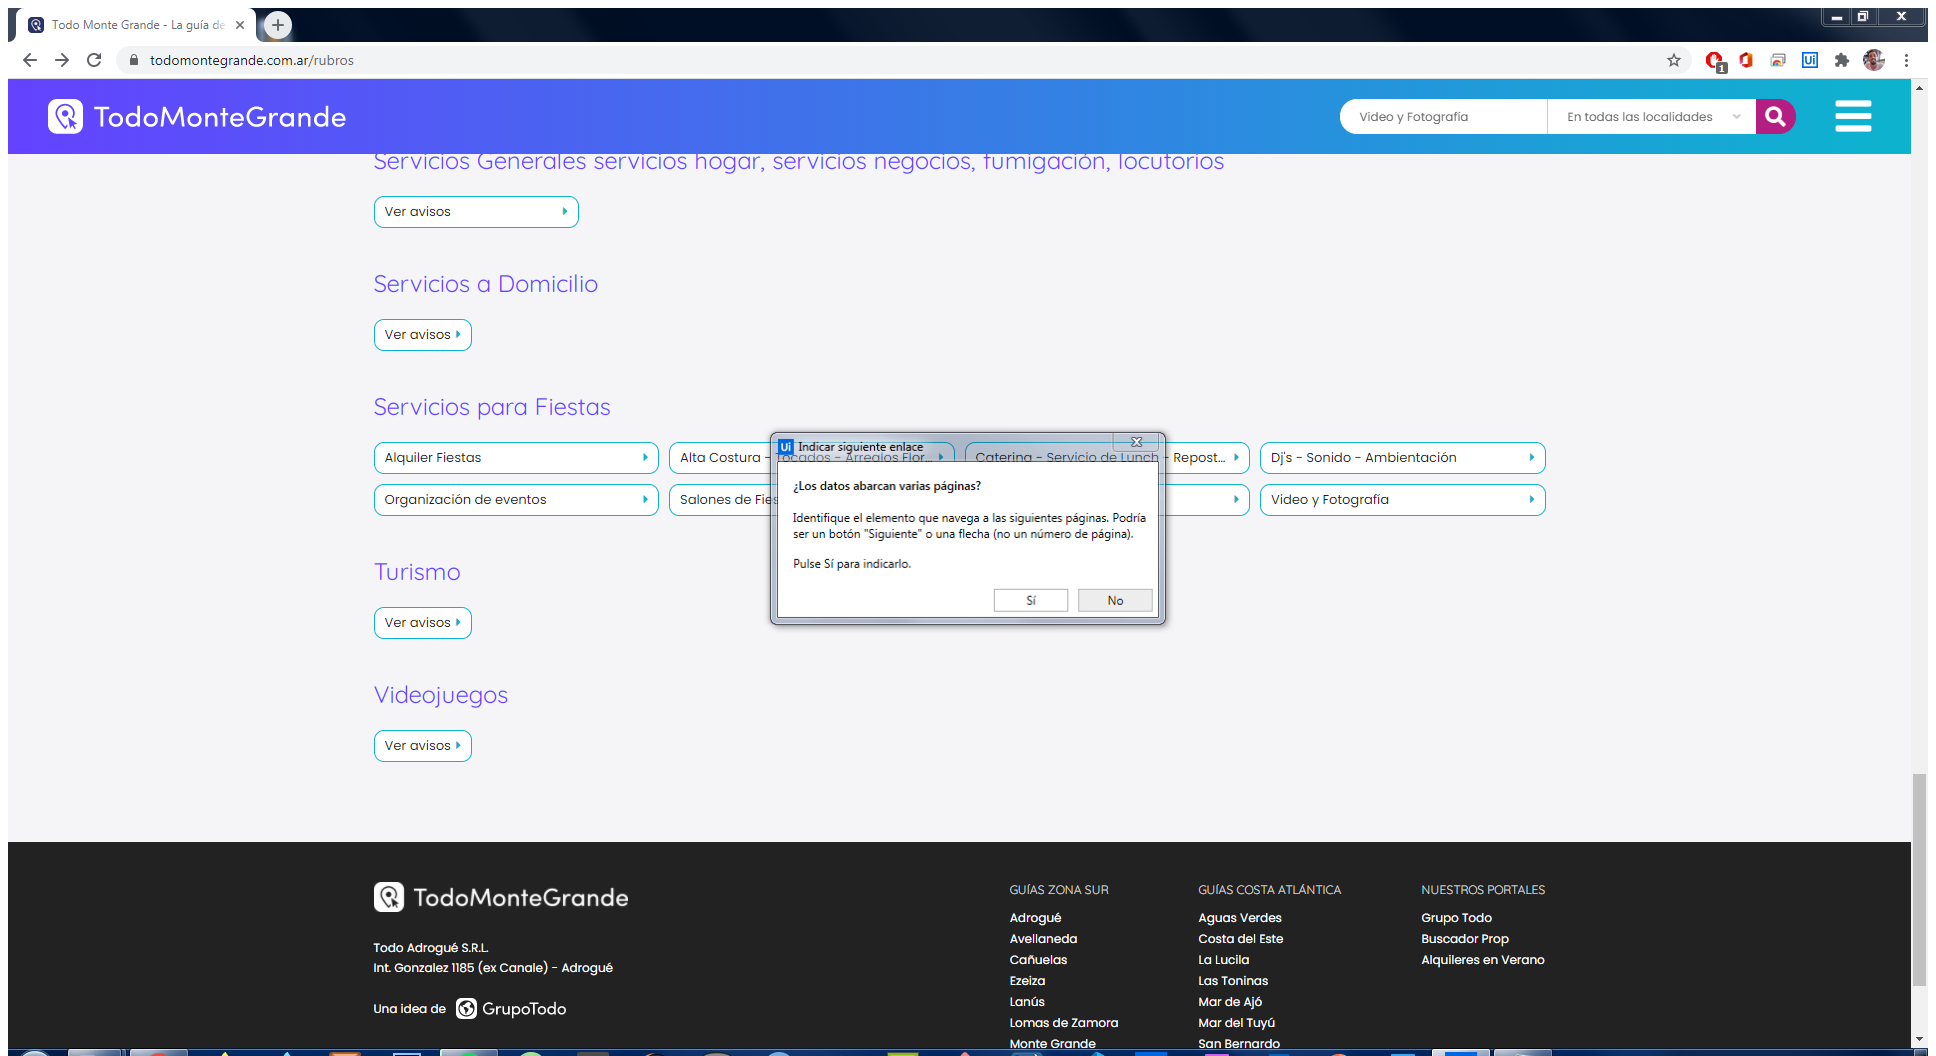 Todo Monte Grande - La guía de
todomontegrande.com.ar/rubros
Ui
1
TodoMonteGrande
Video y Fotografía
En todas las localidades
Servicios Generales servicios hogar, servicios negocios, fumigación, locutorios
Ver avisos
Servicios a Domicilio
Ver avisos
Servicios para Fiestas
Alquiler Fiestas
Alta Costura - Tocados - Arreglos Flor...
Catering - Servicio de Lunch - Repost...
Dj's - Sonido - Ambientación
Organización de eventos
Salones de Fies
Video y Fotografía
Ui Indicar siguiente enlace
¿Los datos abarcan varias páginas?
Identifique el elemento que navega a las siguientes páginas. Podría
ser un botón "Siguiente" o una flecha (no un número de página).
Pulse Sí para indicarlo.
Sí
No
Turismo
Ver avisos
Videojuegos
Ver avisos
TodoMonteGrande
Todo Adrogué S.R.L.
Int. Gonzalez 1185 (ex Canale) - Adrogué
Una idea de GrupoTodo
GUÍAS ZONA SUR
Adrogué
Avellaneda
Cañuelas
Ezeiza
Lanús
Lomas de Zamora
Monte Grande
GUÍAS COSTA ATLÁNTICA
Aguas Verdes
Costa del Este
La Lucila
Las Toninas
Mar de Ajó
Mar del Tuyú
San Bernardo
NUESTROS PORTALES
Grupo Todo
Buscador Prop
Alquileres en Verano